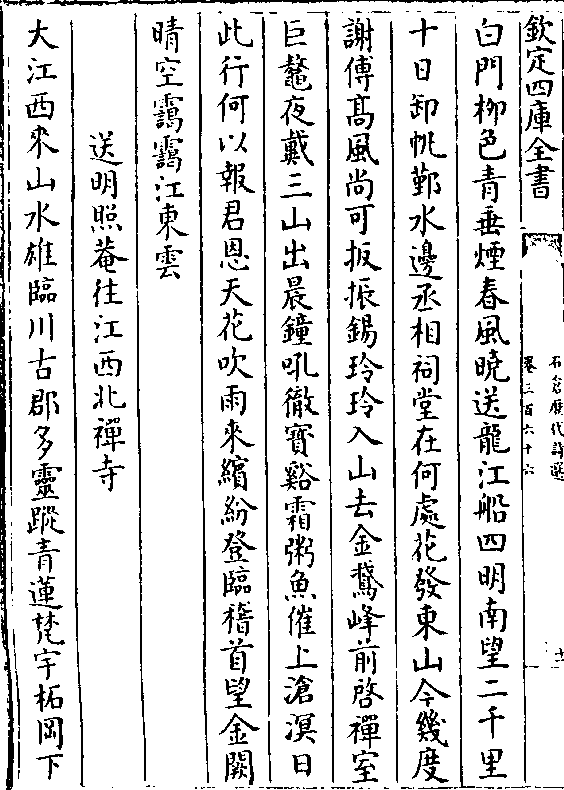 欽定四庫全書
石倉歷代詩選
卷三百六十六
十一
白門柳色青垂煙春風曉送龍江船四明南望二千里
十日卸帆鄞水邊丞相祠堂在何處花發東山今幾度
謝傅高風尚可扳振錫玲玲入山去金鵞峰前啓禪室
巨鼇夜戴三山出晨鐘吼徹寶谿霜粥魚催上滄溟日
此行何以報君恩天花吹雨來繽紛登臨稽首望金闕
晴空靄靄江東雲
送明照菴往江西北禪寺
大江西來山水雄臨川古郡多靈蹤青蓮梵宇柘岡下